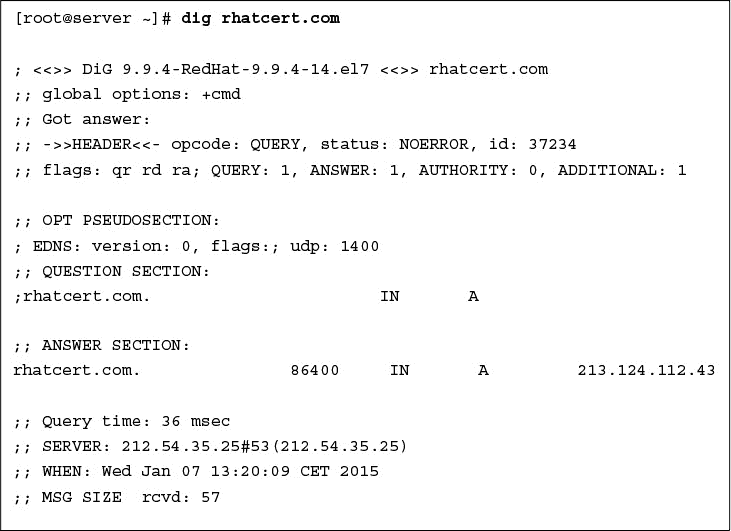 [root@server ~]# dig rhatcert.com
; <<>> DiG 9.9.4-RedHat-9.9.4-14.el7 <<>> rhatcert.com
;; global options: +cmd
;; Got answer:
;; ->>HEADER<<- opcode: QUERY, status: NOERROR, id: 37234
;; flags: qr rd ra; QUERY: 1, ANSWER: 1, AUTHORITY: 0, ADDITIONAL: 1
;; OPT PSEUDOSECTION:
; EDNS: version: 0, flags:; udp: 1400
;; QUESTION SECTION:
;rhatcert.com. IN A
;; ANSWER SECTION:
rhatcert.com. 86400 IN A 213.124.112.43
;; Query time: 36 msec
;; SERVER: 212.54.35.25#53(212.54.35.25)
;; WHEN: Wed Jan 07 13:20:09 CET 2015
;; MSG SIZE rcvd: 57